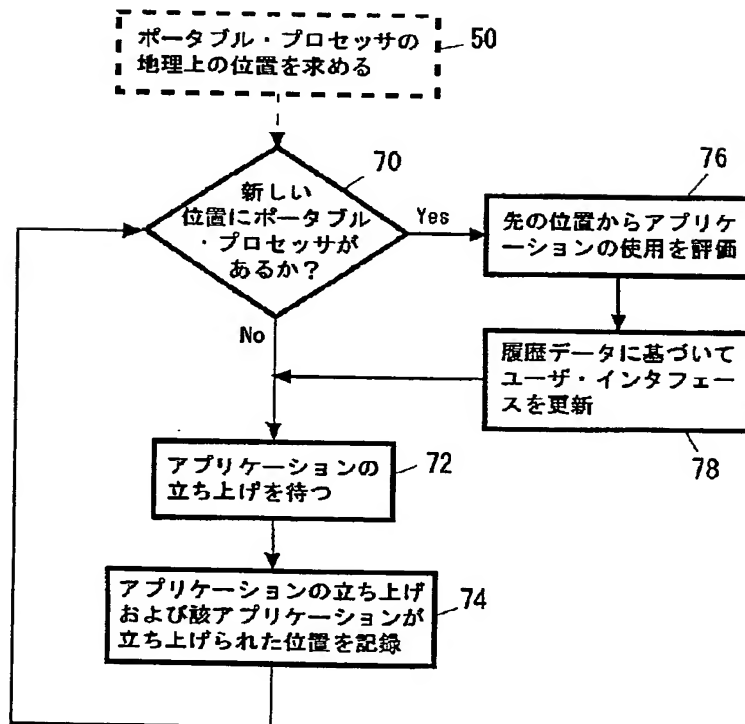 ポータブル・プロセッサの
地理上の位置を求める
50
70
新しい
位置にポータブル
・プロセッサが
あるか？
Yes
No
76
先の位置からアプリケ
ーションの使用を評価
履歴データに基づいて
ユーザ・インタフェー
スを更新
78
アプリケーションの
立ち上げを待つ
72
アプリケーションの立ち上げ
および該アプリケーションが
立ち上げられた位置を記録
74